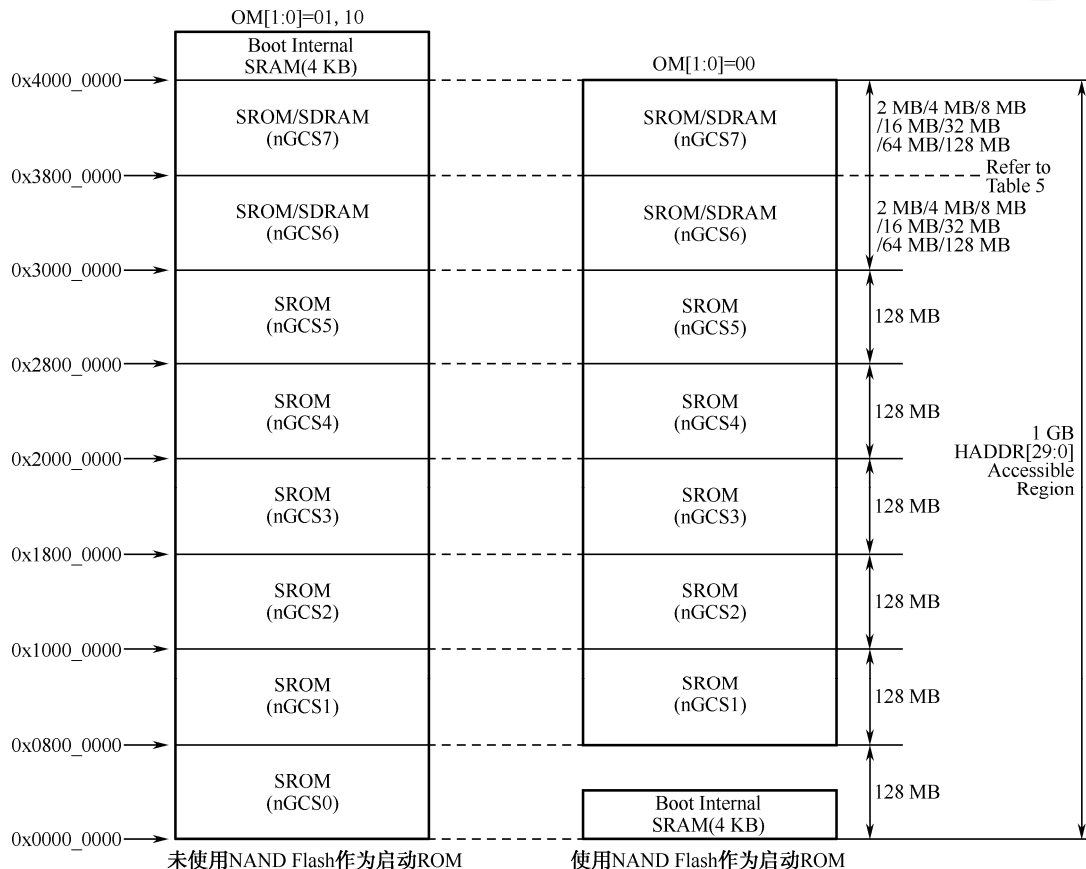 OM[1:0]=01, 10
Boot Internal
SRAM(4 KB)
OM[1:0]=00
0x4000_0000
SROM/SDRAM
(nGCS7)
SROM/SDRAM
(nGCS7)
2 MB/4 MB/8 MB
/16 MB/32 MB
/64 MB/128 MB
0x3800_0000
Refer to
Table 5
SROM/SDRAM
(nGCS6)
SROM/SDRAM
(nGCS6)
2 MB/4 MB/8 MB
/16 MB/32 MB
/64 MB/128 MB
0x3000_0000
SROM
(nGCS5)
SROM
(nGCS5)
128 MB
0x2800_0000
SROM
(nGCS4)
SROM
(nGCS4)
128 MB
1 GB
HADDR[29:0]
Accessible
Region
0x2000_0000
SROM
(nGCS3)
SROM
(nGCS3)
128 MB
0x1800_0000
SROM
(nGCS2)
SROM
(nGCS2)
128 MB
0x1000_0000
SROM
(nGCS1)
SROM
(nGCS1)
128 MB
0x0800_0000
SROM
(nGCS0)
Boot Internal
SRAM(4 KB)
128 MB
0x0000_0000
未使用NAND Flash作为启动ROM
使用NAND Flash作为启动ROM